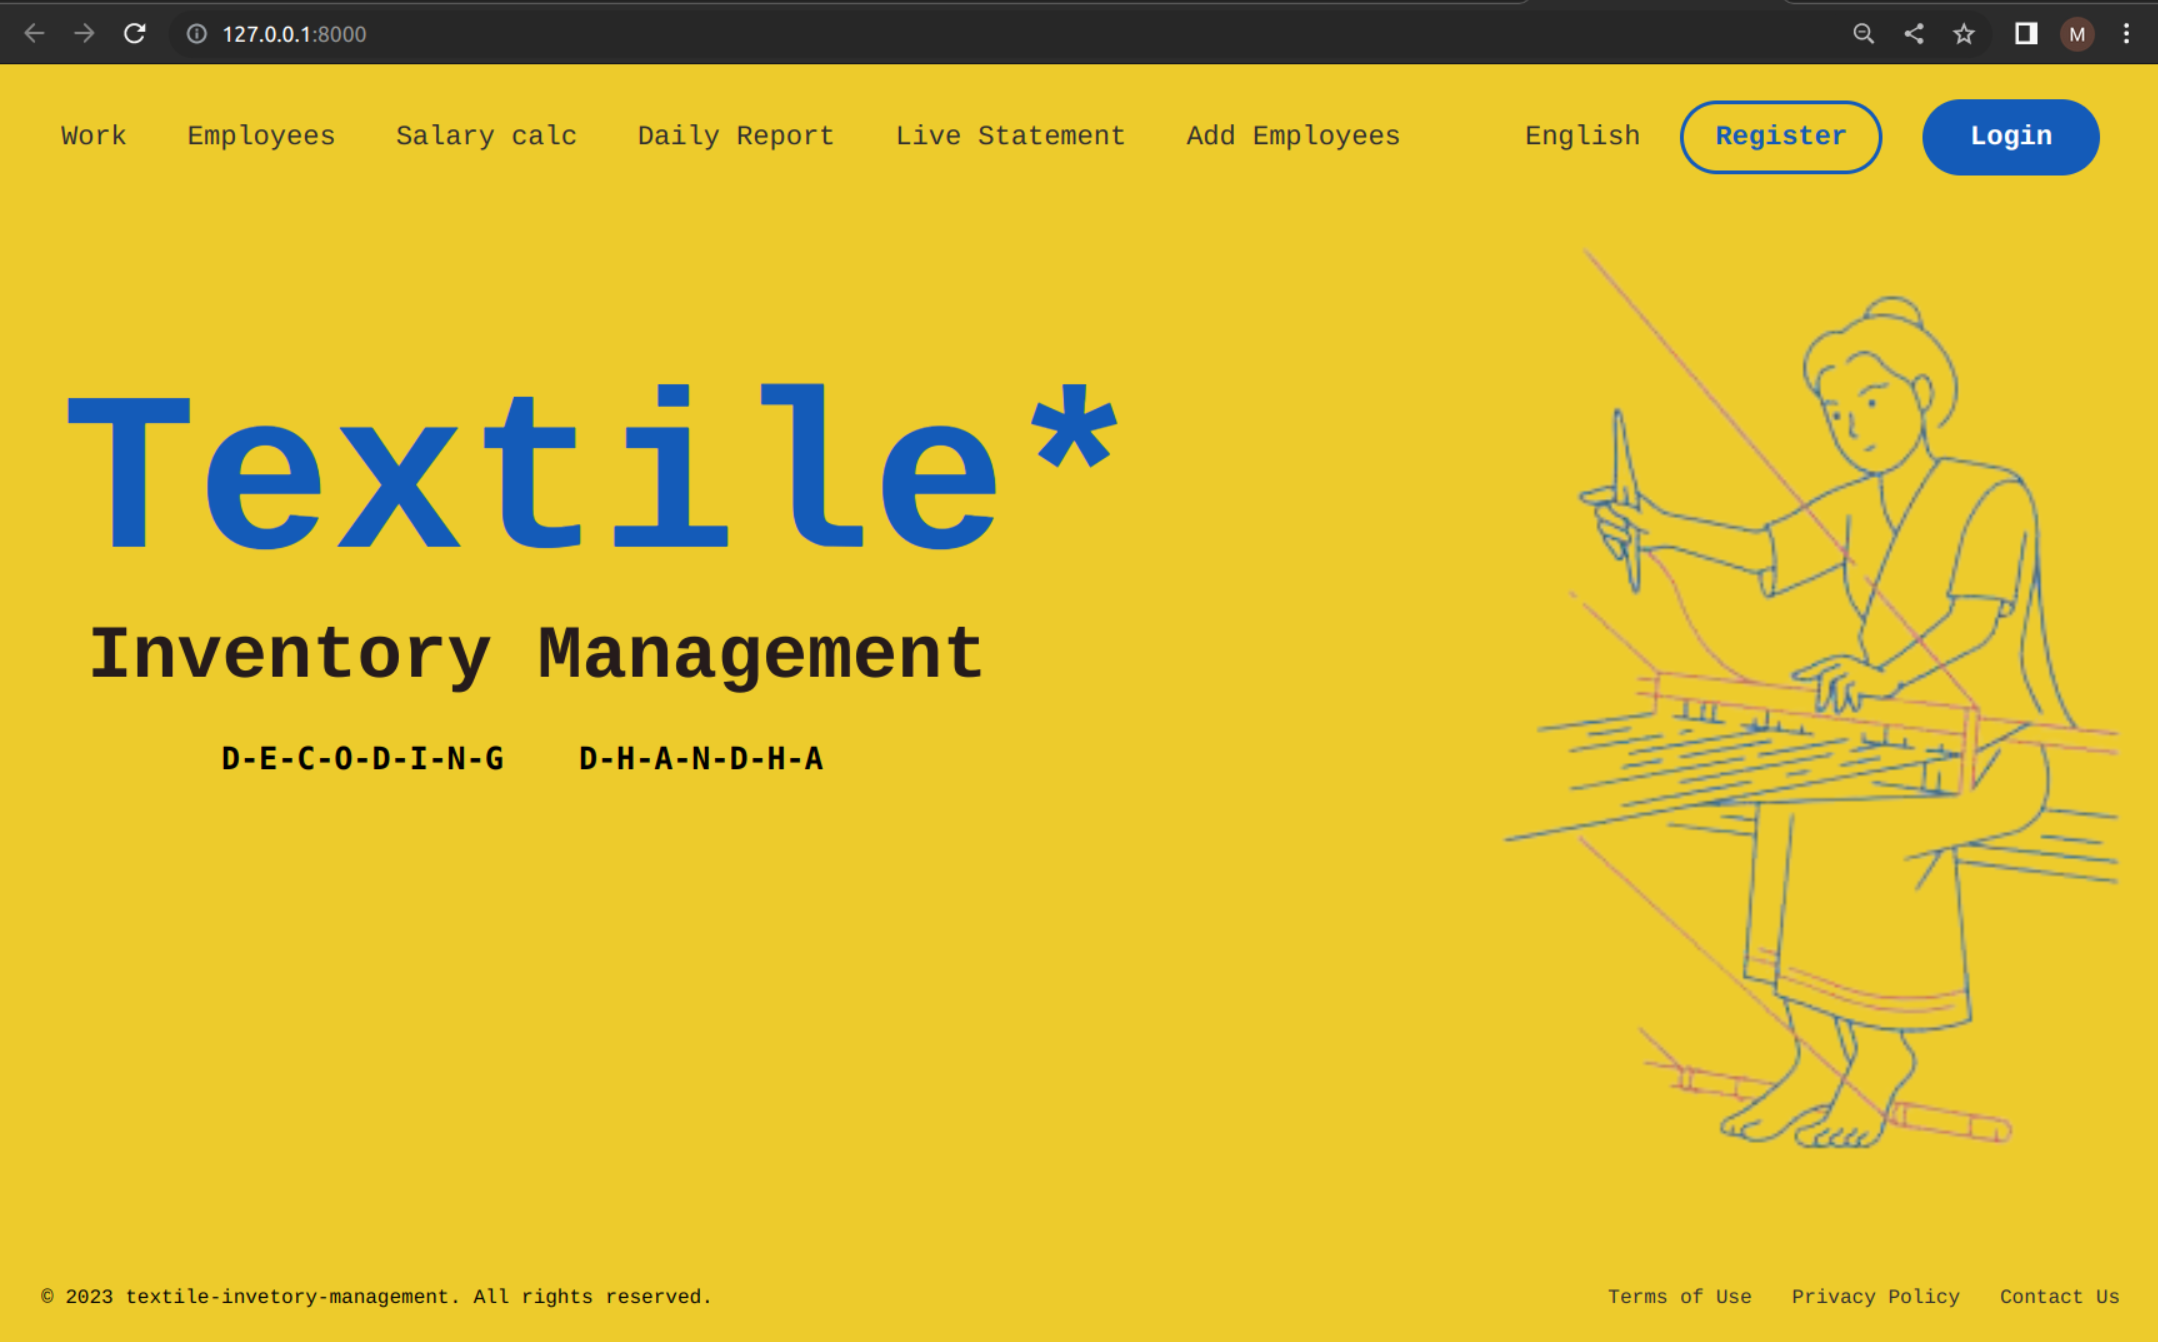 127.0.0.1:8000
M
Work Employees Salary calc Daily Report Live Statement Add Employees English Register Login
Textile*
Inventory Management
D-E-C-O-D-I-N-G D-H-A-N-D-H-A
© 2023 textile-invetory-management. All rights reserved.
Terms of Use Privacy Policy Contact Us